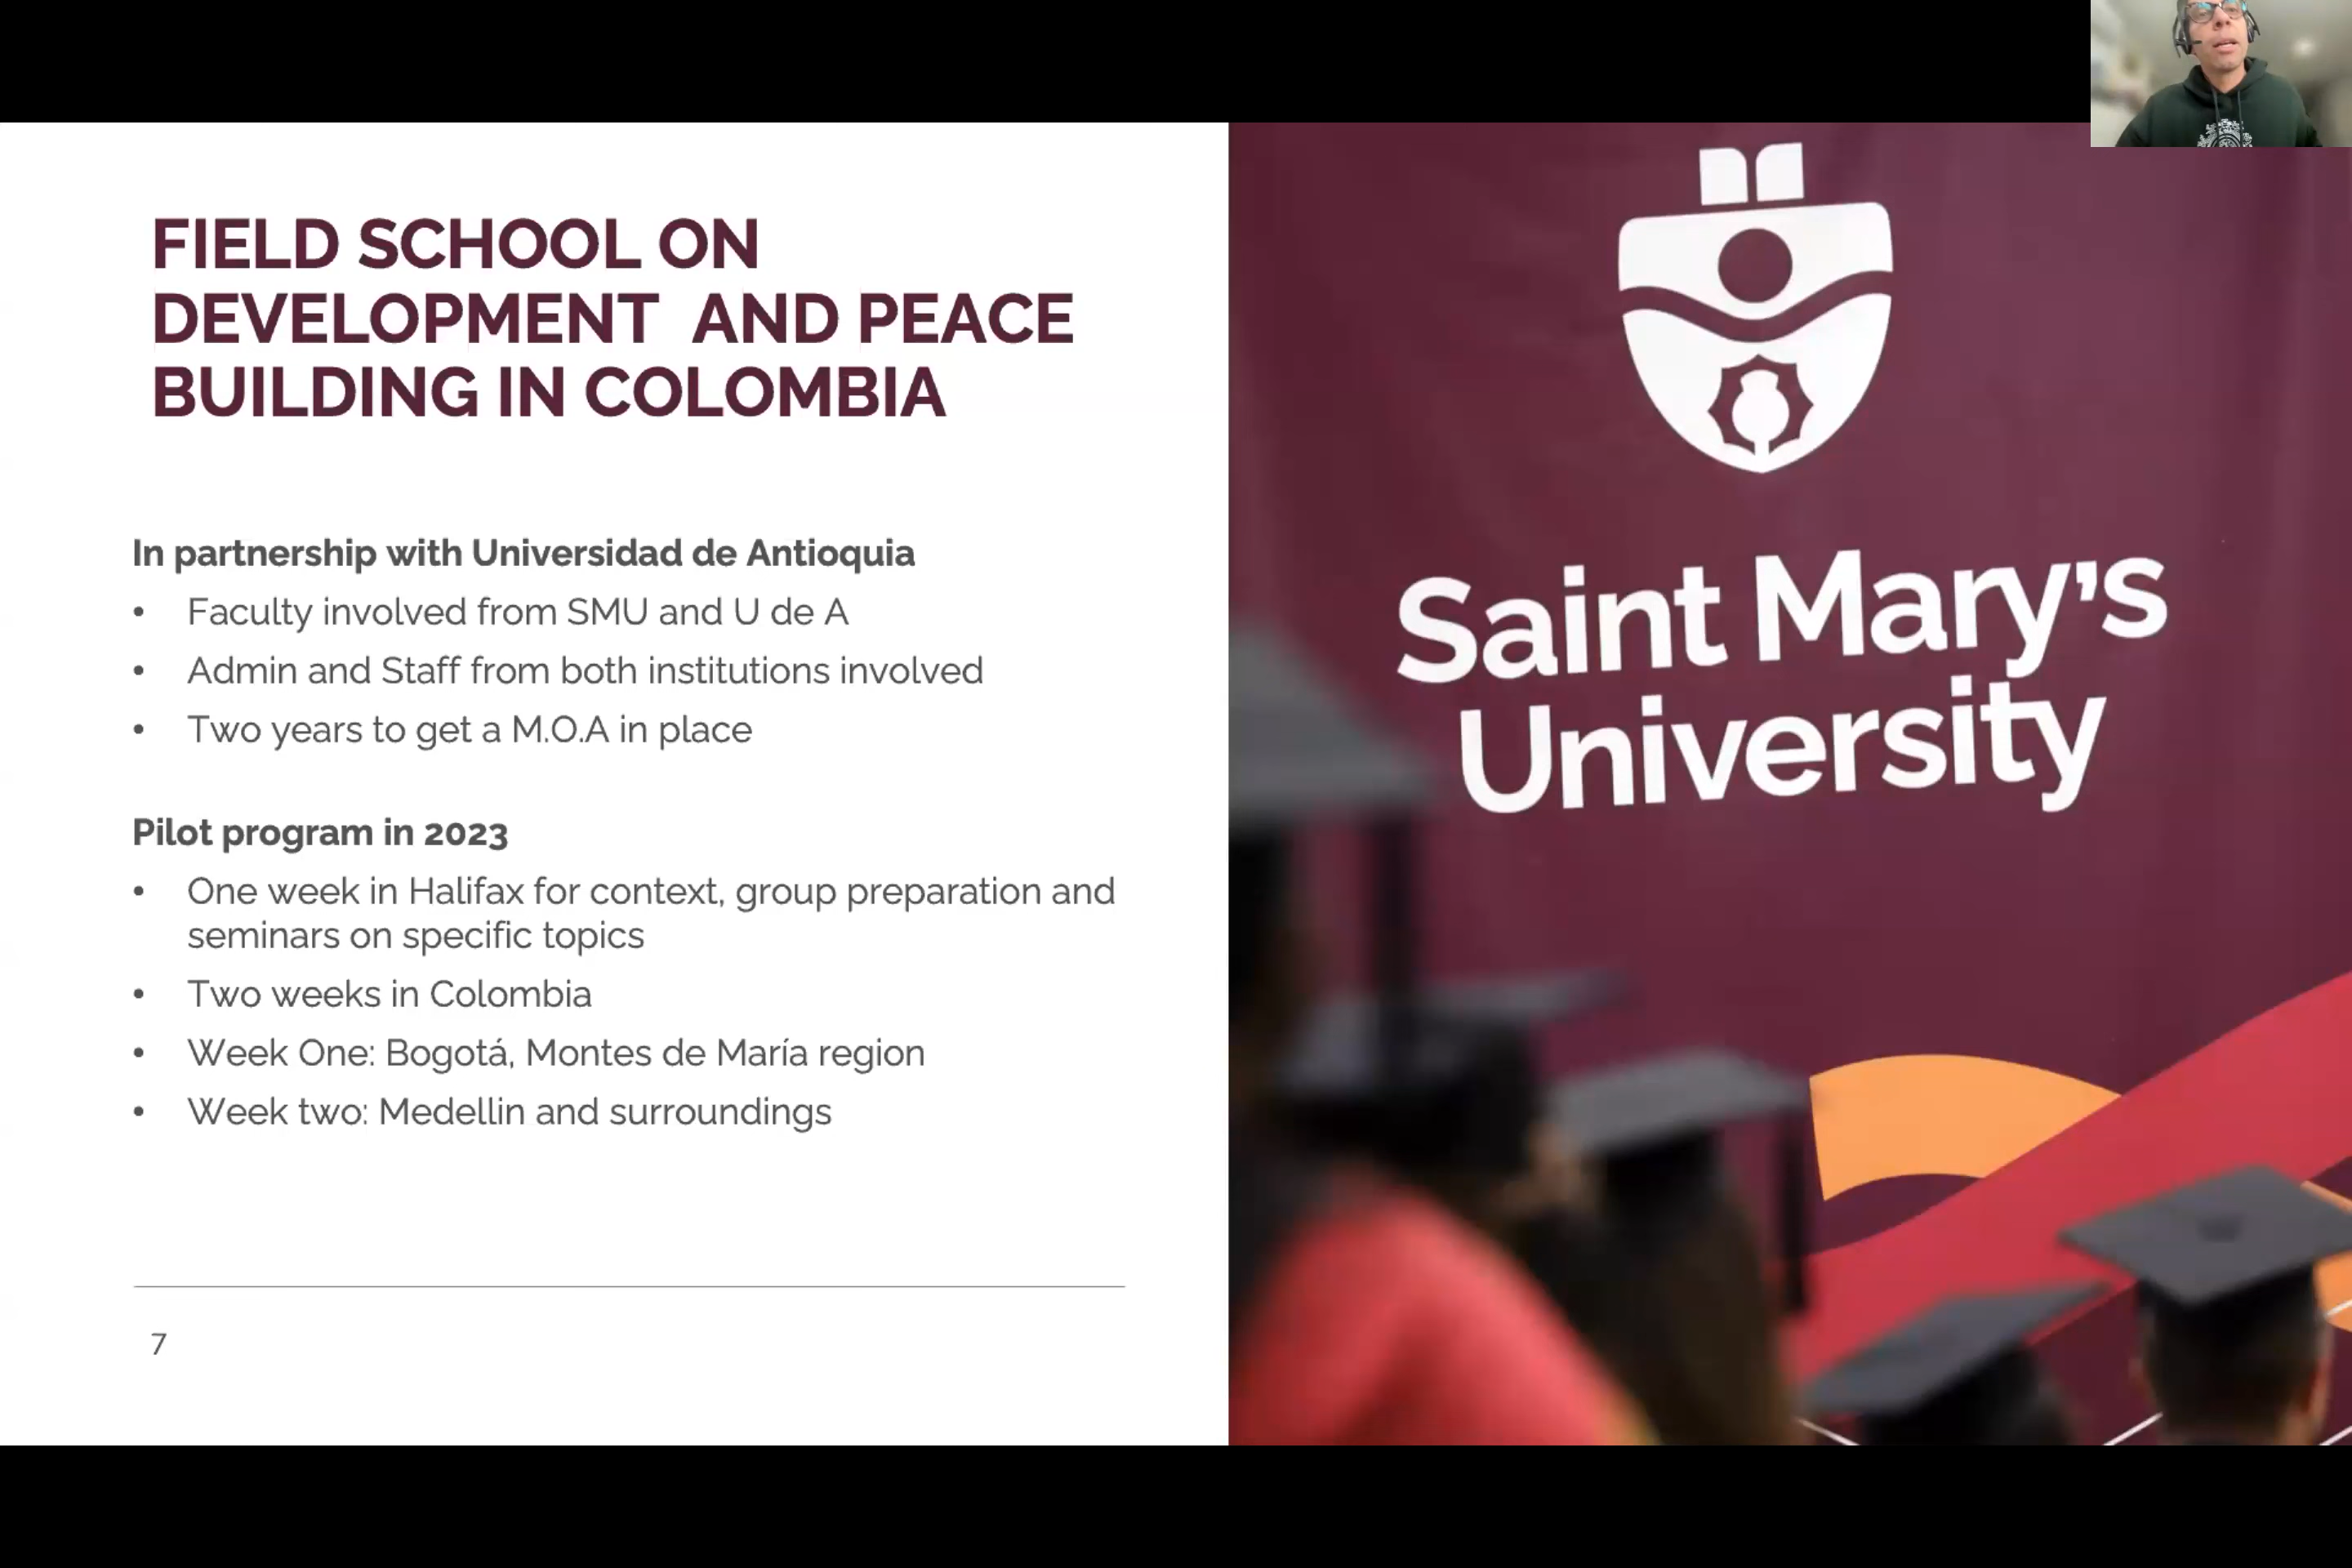 FIELD SCHOOL ON
DEVELOPMENT AND PEACE
BUILDING IN COLOMBIA
In partnership with Universidad de Antioquia
• Faculty involved from SMU and U de A
• Admin and Staff from both institutions involved
• Two years to get a M.O.A in place
Pilot program in 2023
• One week in Halifax for context, group preparation and
seminars on specific topics
• Two weeks in Colombia
• Week One: Bogotá, Montes de María region
• Week two: Medellin and surroundings
7
Saint Mary's
University